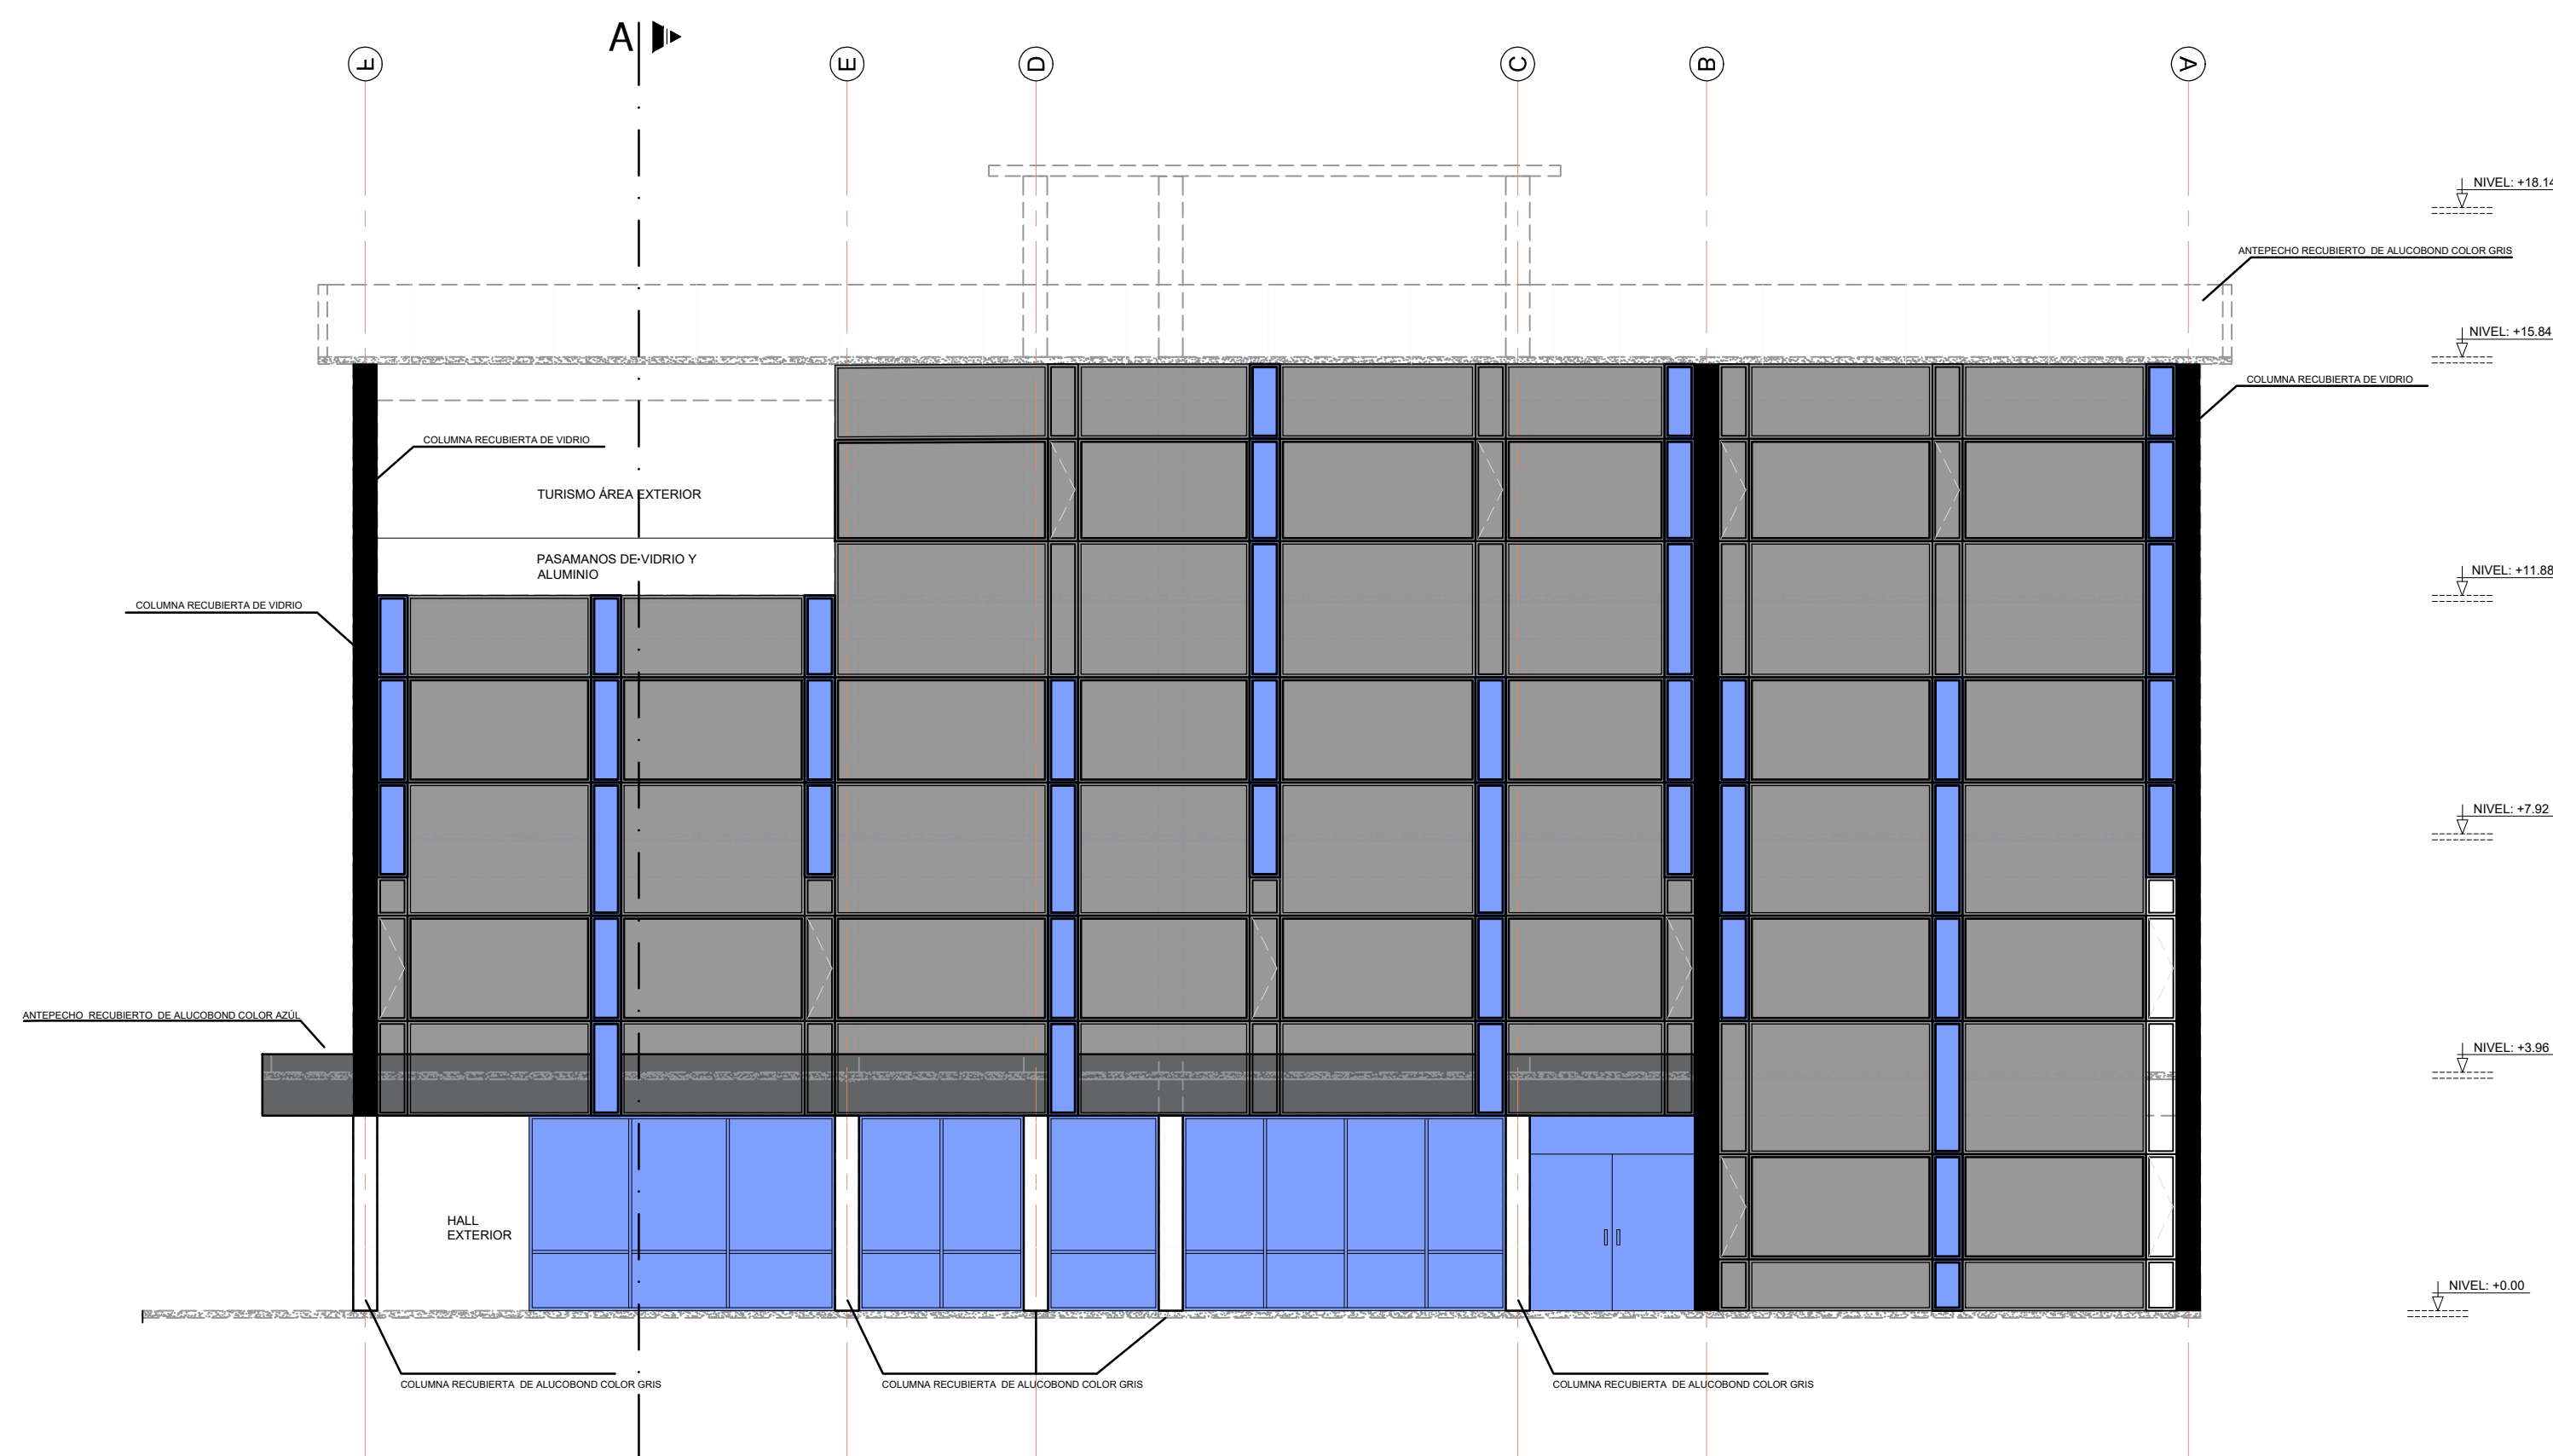 A
F
E
D
C
B
A
NIVEL: +18.14
ANTEPECHO RECUBIERTO DE ALUCOBOND COLOR GRIS
NIVEL: +15.84
COLUMNA RECUBIERTA DE VIDRIO
COLUMNA RECUBIERTA DE VIDRIO
TURISMO ÁREA EXTERIOR
PASAMANOS DE VIDRIO Y
ALUMINIO
NIVEL: +11.88
COLUMNA RECUBIERTA DE VIDRIO
NIVEL: +7.92
ANTEPECHO RECUBIERTO DE ALUCOBOND COLOR AZÚL
NIVEL: +3.96
HALL
EXTERIOR
NIVEL: +0.00
COLUMNA RECUBIERTA DE ALUCOBOND COLOR GRIS
COLUMNA RECUBIERTA DE ALUCOBOND COLOR GRIS
COLUMNA RECUBIERTA DE ALUCOBOND COLOR GRIS